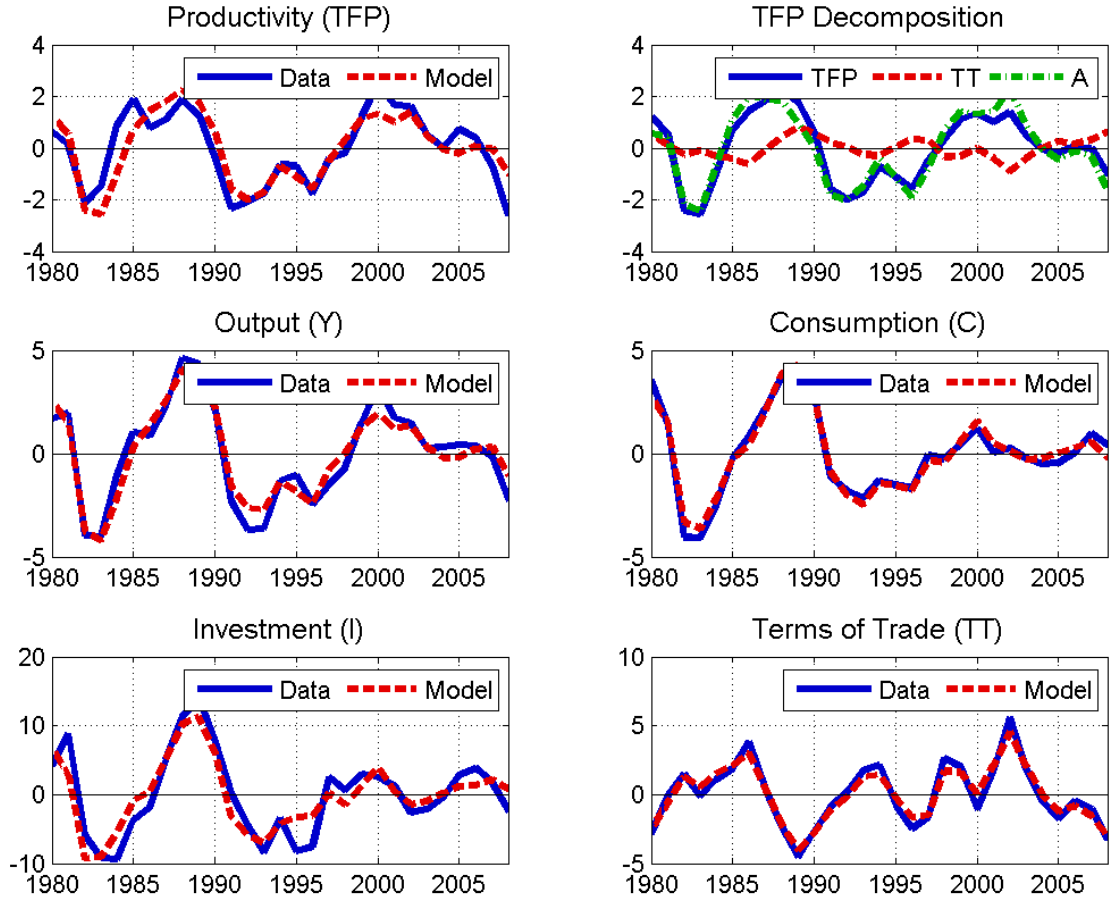 Productivity (TFP)
TFP Decomposition
4
2
0
-2
-4
Data Model
1980 1985 1990 1995 2000 2005
4
2
0
-2
-4
TFP TT A
1980 1985 1990 1995 2000 2005
Output (Y)
Consumption (C)
5
0
-5
Data Model
1980 1985 1990 1995 2000 2005
5
0
-5
Data Model
1980 1985 1990 1995 2000 2005
Investment (I)
Terms of Trade (TT)
20
10
0
-10
Data Model
1980 1985 1990 1995 2000 2005
10
5
0
-5
Data Model
1980 1985 1990 1995 2000 2005